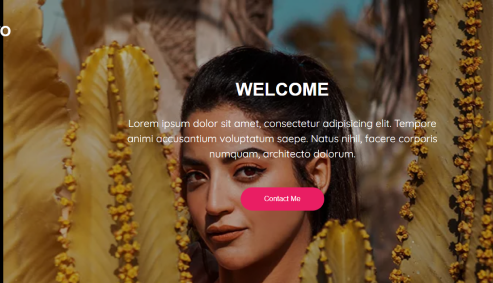 o
WELCOME
Lorem ipsum dolor sit amet, consectetur adipisicing elit. Tempore
animi accusantium voluptatum saepe. Natus nihil, facere corporis
numquam, architecto dolorum.
Contact Me